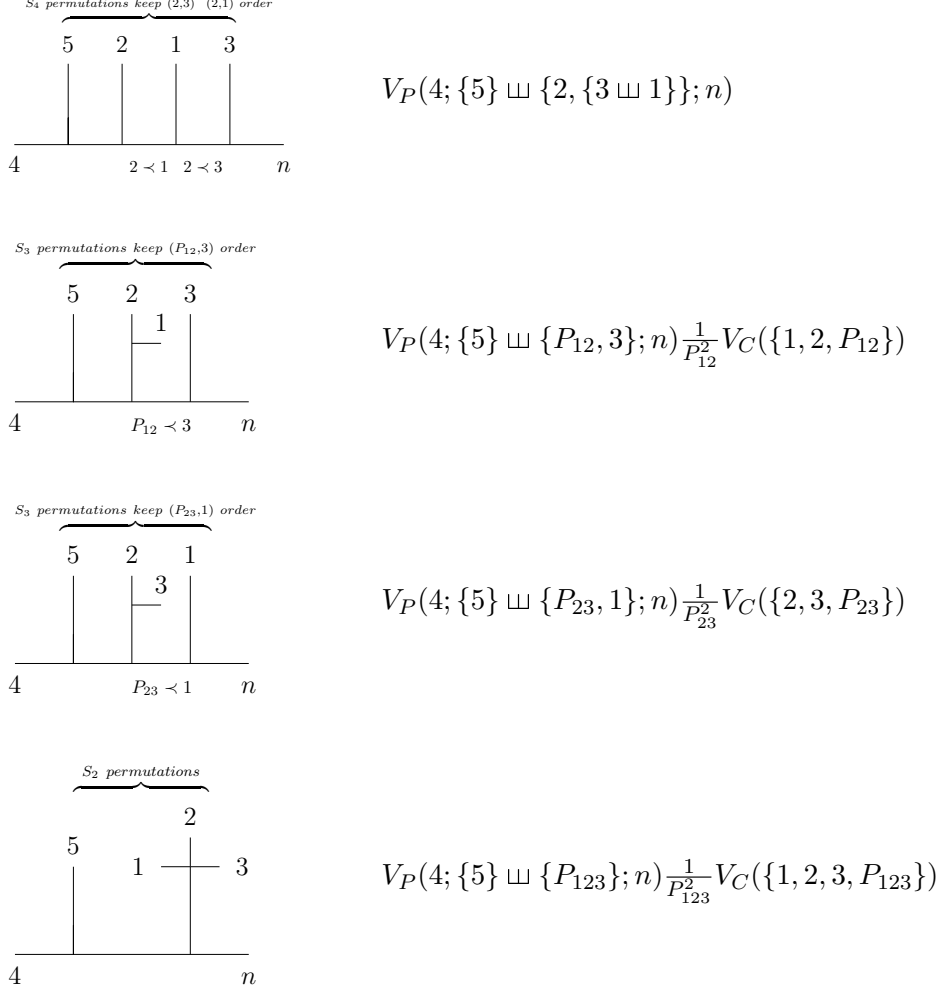 S₄ permutations keep (2,3) (2,1) order
5 2 1 3
V_P(4; {5} ⧢ {2, {3 ⧢ 1}}; n)
4 2≺1 2≺3 n
S₃ permutations keep (P₁₂,3) order
5 2 3
1
V_P(4; {5} ⧢ {P₁₂, 3}; n) 1/P²₁₂ V_C({1, 2, P₁₂})
4 P₁₂≺3 n
S₃ permutations keep (P₂₃,1) order
5 2 1
3
V_P(4; {5} ⧢ {P₂₃, 1}; n) 1/P²₂₃ V_C({2, 3, P₂₃})
4 P₂₃≺1 n
S₂ permutations
2
5
1 3
V_P(4; {5} ⧢ {P₁₂₃}; n) 1/P²₁₂₃ V_C({1, 2, 3, P₁₂₃})
4 n